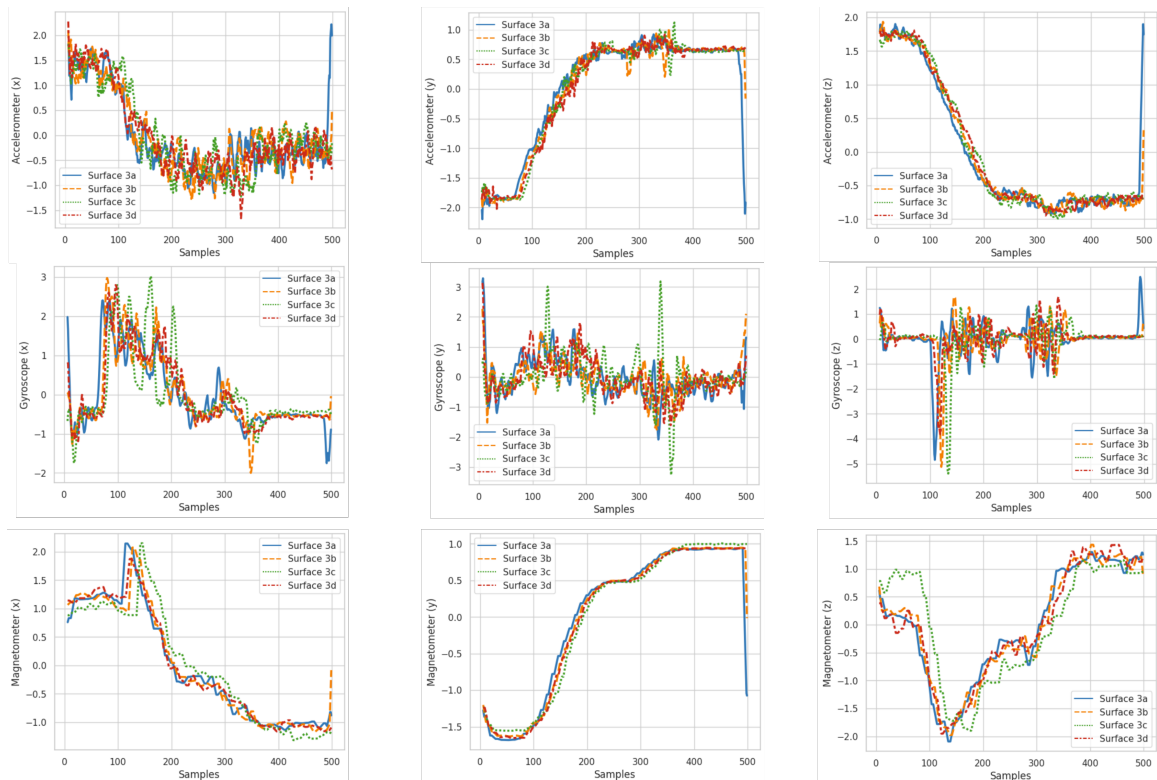 Accelerometer (x)
2.0
1.5
1.0
0.5
0.0
−0.5
−1.0
−1.5
Surface 3a
Surface 3b
Surface 3c
Surface 3d
0 100 200 300 400 500
Samples
Accelerometer (y)
1.0
0.5
0.0
−0.5
−1.0
−1.5
−2.0
Surface 3a
Surface 3b
Surface 3c
Surface 3d
0 100 200 300 400 500
Samples
Accelerometer (z)
2.0
1.5
1.0
0.5
0.0
−0.5
−1.0
Surface 3a
Surface 3b
Surface 3c
Surface 3d
0 100 200 300 400 500
Samples
Gyroscope (x)
3
2
1
0
−1
−2
Surface 3a
Surface 3b
Surface 3c
Surface 3d
0 100 200 300 400 500
Samples
Gyroscope (y)
3
2
1
0
−1
−2
−3
Surface 3a
Surface 3b
Surface 3c
Surface 3d
0 100 200 300 400 500
Samples
Gyroscope (z)
2
1
0
−1
−2
−3
−4
−5
Surface 3a
Surface 3b
Surface 3c
Surface 3d
0 100 200 300 400 500
Samples
Magnetometer (x)
2.0
1.5
1.0
0.5
0.0
−0.5
−1.0
Surface 3a
Surface 3b
Surface 3c
Surface 3d
0 100 200 300 400 500
Samples
Magnetometer (y)
1.0
0.5
0.0
−0.5
−1.0
−1.5
Surface 3a
Surface 3b
Surface 3c
Surface 3d
0 100 200 300 400 500
Samples
Magnetometer (z)
1.5
1.0
0.5
0.0
−0.5
−1.0
−1.5
−2.0
Surface 3a
Surface 3b
Surface 3c
Surface 3d
0 100 200 300 400 500
Samples